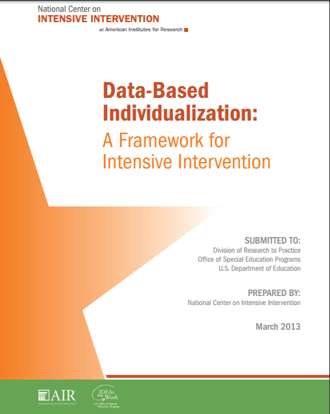 National Center on
INTENSIVE INTERVENTION
at American Institutes for Research
Data-Based
Individualization:
A Framework for
Intensive Intervention
SUBMITTED TO:
Division of Research to Practice
Office of Special Education Programs
U.S. Department of Education
PREPARED BY:
National Center on Intensive Intervention
March 2013
AIR
IDEAs
that
Work